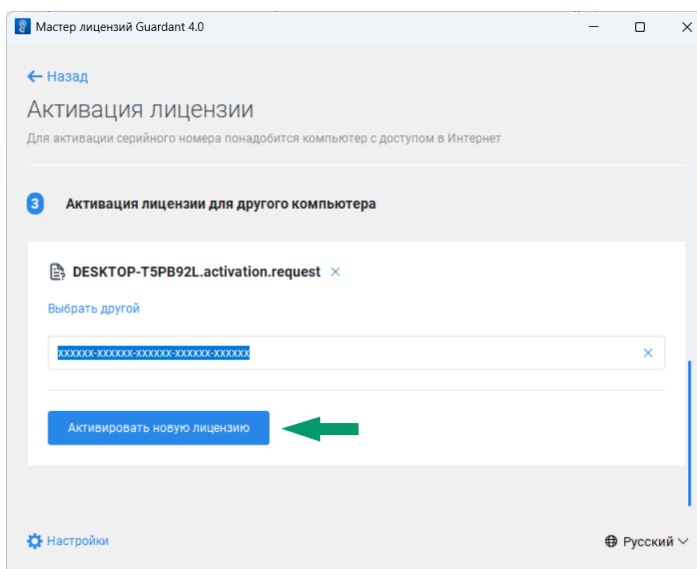 Мастер лицензий Guardant 4.0
Назад
Активация лицензии
Для активации серийного номера понадобится компьютер с доступом в Интернет
3 Активация лицензии для другого компьютера
DESKTOP-T5PB92L.activation.request
Выбрать другой
xxxxxx-xxxxxx-xxxxxx-xxxxxx-xxxxxx
Активировать новую лицензию
Настройки
Русский